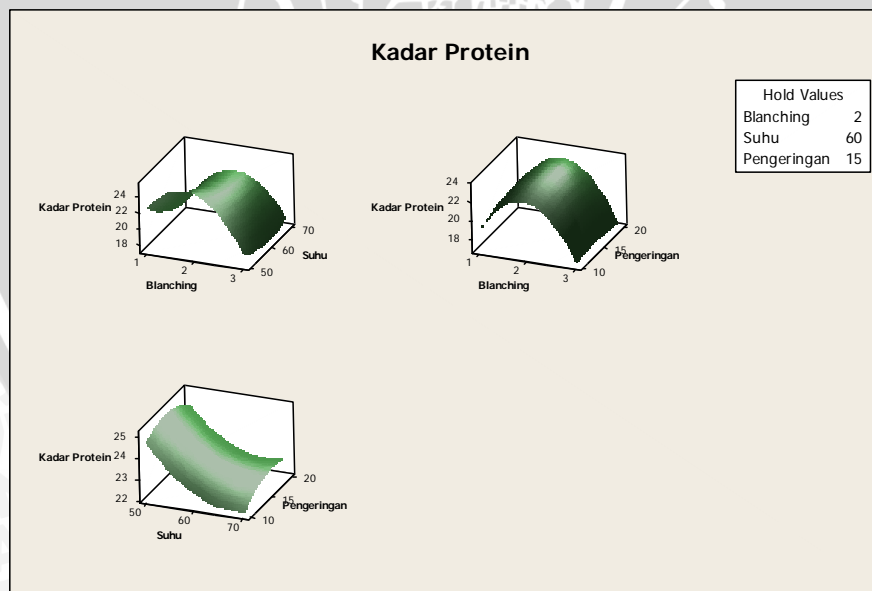 Kadar Protein
Hold Values
Blanching 2
Suhu 60
Pengeringan 15
Kadar Protein
24
22
20
18
1
2
3
Blanching
50
60
70
Suhu
Kadar Protein
24
22
20
18
1
2
3
Blanching
10
15
20
Pengeringan
Kadar Protein
25
24
23
22
50
60
70
Suhu
10
15
20
Pengeringan